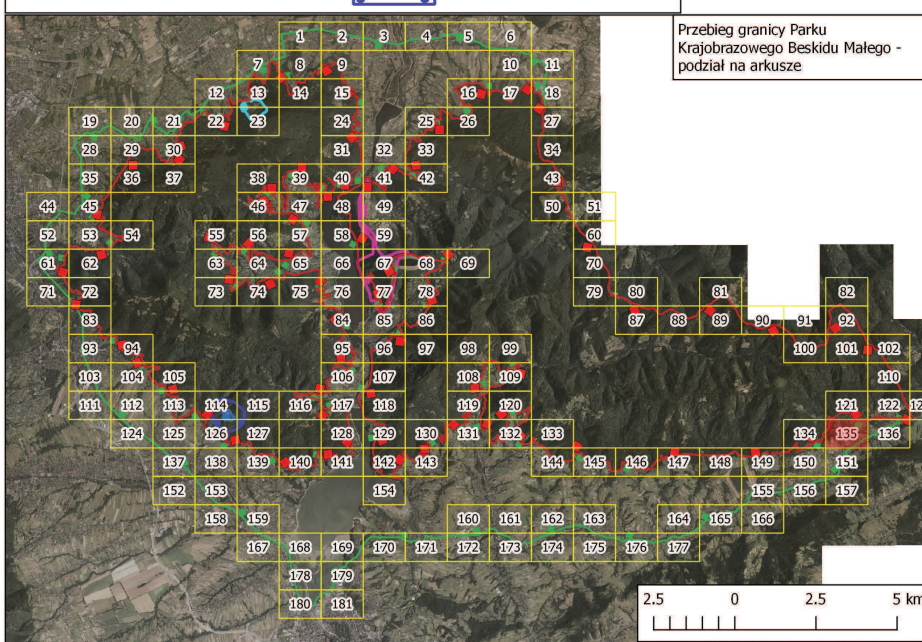 Przebieg granicy Parku
Krajobrazowego Beskidu Małego -
podział na arkusze
1 2 3 4 5 6
7 8 9 10 11
12 13 14 15 16 17 18
19 20 21 22 23 24 25 26 27
28 29 30 31 32 33 34
35 36 37 38 39 40 41 42 43
44 45 46 47 48 49 50 51
52 53 54 55 56 57 58 59 60
61 62 63 64 65 66 67 68 69 70
71 72 73 74 75 76 77 78 79 80 81 82
83 84 85 86 87 88 89 90 91 92
93 94 95 96 97 98 99 100 101 102
103 104 105 106 107 108 109 110
111 112 113 114 115 116 117 118 119 120 121 122
124 125 126 127 128 129 130 131 132 133 134 135 136
137 138 139 140 141 142 143 144 145 146 147 148 149 150 151
152 153 154 155 156 157
158 159 160 161 162 163 164 165 166
167 168 169 170 171 172 173 174 175 176 177
178 179
180 181
2.5 0 2.5 5 km